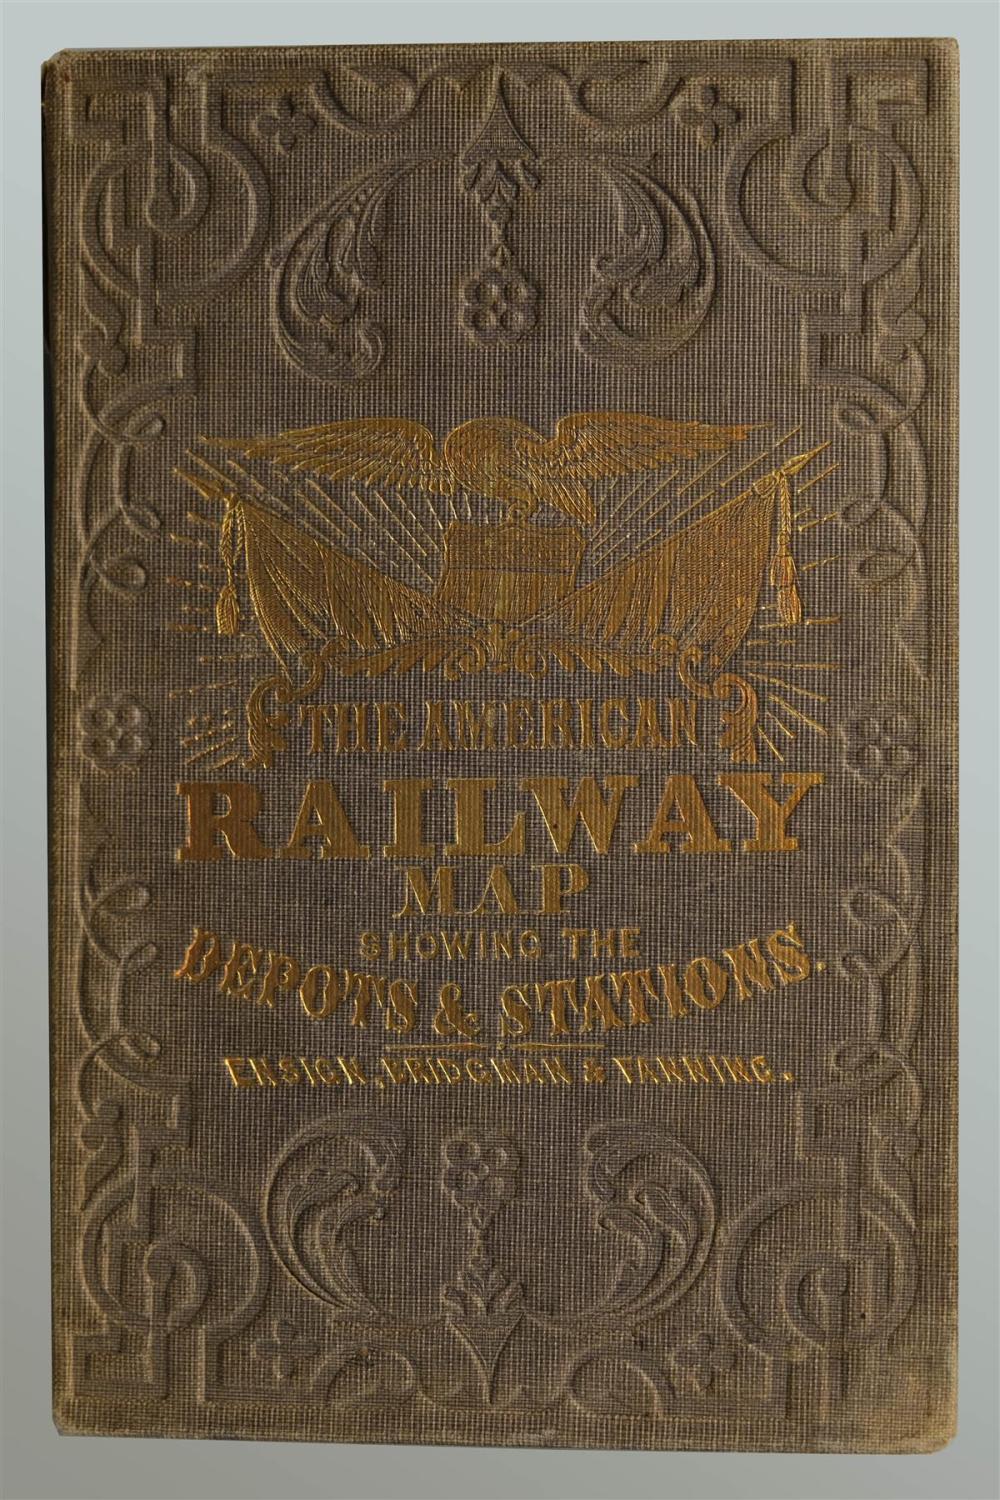 THE AMERICAN
RAILWAY
MAP
SHOWING THE
DEPOTS & STATIONS.
ENSIGN, BRIDGMAN & FANNING.